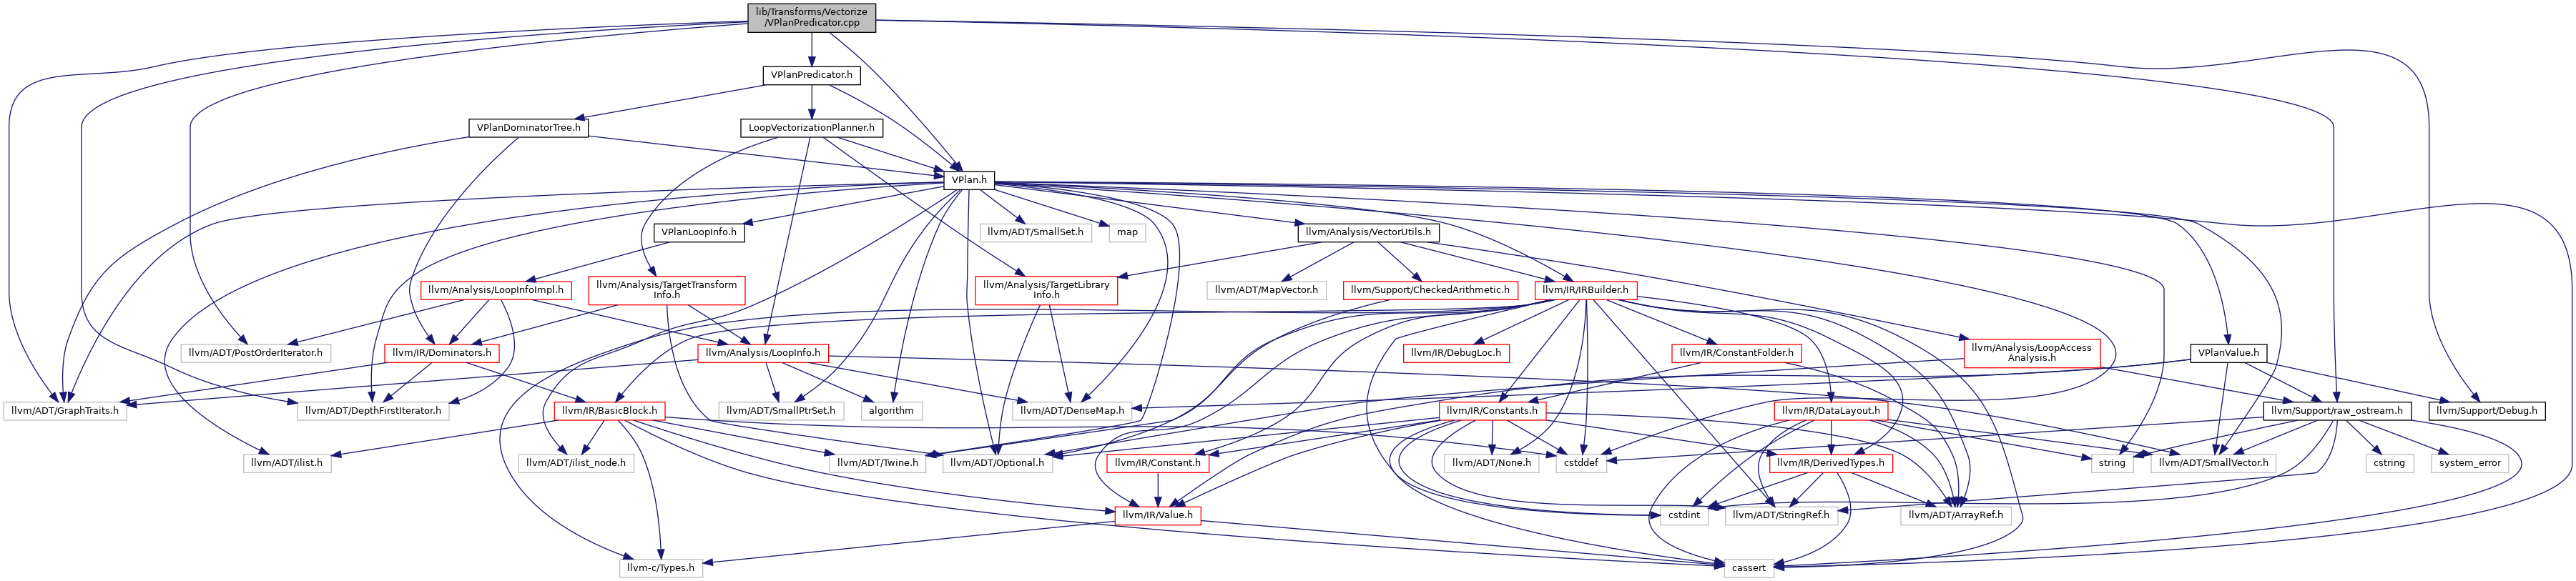 lib/Transforms/Vectorize
/VPlanPredicator.cpp
VPlanPredicator.h
VPlanDominatorTree.h
LoopVectorizationPlanner.h
VPlan.h
VPlanLoopInfo.h
llvm/ADT/SmallSet.h
map
llvm/Analysis/VectorUtils.h
llvm/Analysis/LoopInfoImpl.h
llvm/Analysis/TargetTransform
Info.h
llvm/Analysis/TargetLibrary
Info.h
llvm/ADT/MapVector.h
llvm/Support/CheckedArithmetic.h
llvm/IR/IRBuilder.h
llvm/ADT/PostOrderIterator.h
llvm/IR/Dominators.h
llvm/Analysis/LoopInfo.h
llvm/IR/DebugLoc.h
llvm/IR/ConstantFolder.h
llvm/Analysis/LoopAccess
Analysis.h
VPlanValue.h
llvm/ADT/GraphTraits.h
llvm/ADT/DepthFirstIterator.h
llvm/IR/BasicBlock.h
llvm/ADT/SmallPtrSet.h
algorithm
llvm/ADT/DenseMap.h
llvm/IR/Constants.h
llvm/IR/DataLayout.h
llvm/Support/raw_ostream.h
llvm/Support/Debug.h
llvm/ADT/ilist.h
llvm/ADT/ilist_node.h
llvm/ADT/Twine.h
llvm/ADT/Optional.h
llvm/IR/Constant.h
llvm/ADT/None.h
cstddef
llvm/IR/DerivedTypes.h
string
llvm/ADT/SmallVector.h
cstring
system_error
llvm/IR/Value.h
cstdint
llvm/ADT/StringRef.h
llvm/ADT/ArrayRef.h
llvm-c/Types.h
cassert